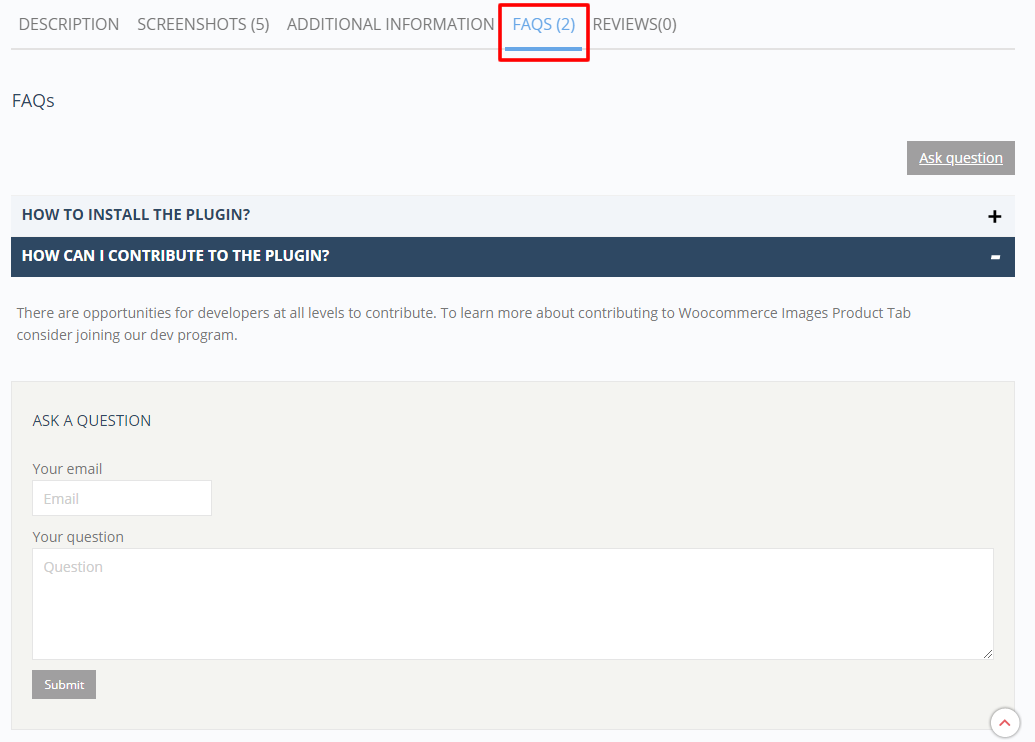 DESCRIPTION SCREENSHOTS (5) ADDITIONAL INFORMATION FAQS (2) REVIEWS(0)
FAQs
Ask question
HOW TO INSTALL THE PLUGIN?
HOW CAN I CONTRIBUTE TO THE PLUGIN?
There are opportunities for developers at all levels to contribute. To learn more about contributing to Woocommerce Images Product Tab
consider joining our dev program.
ASK A QUESTION
Your email
Email
Your question
Question
Submit